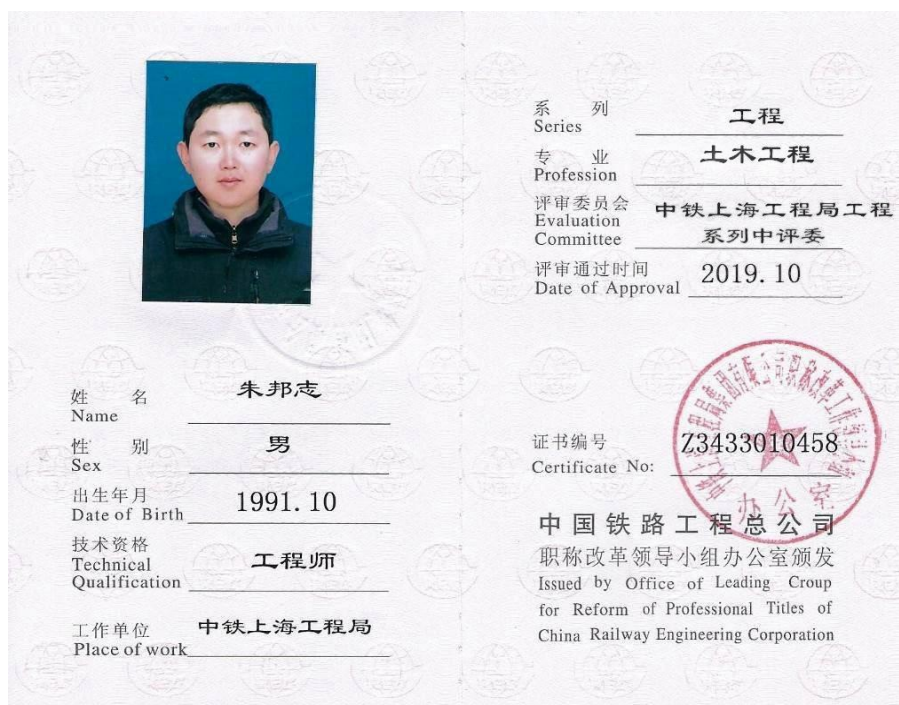 姓 名 朱邦志
Name
性 别 男
Sex
出生年月
Date of Birth 1991.10
技术资格
Technical 工程师
Qualification
工作单位 中铁上海工程局
Place of work
系 列 工程
Series
专 业 土木工程
Profession
评审委员会 中铁上海工程局工程
Evaluation
Committee 系列中评委
评审通过时间 2019.10
Date of Approval
证书编号 Z3433010458
Certificate No:
办公室
中国铁路工程总公司
职称改革领导小组办公室颁发
Issued by Office of Leading Croup
for Reform of Professional Titles of
China Railway Engineering Corporation